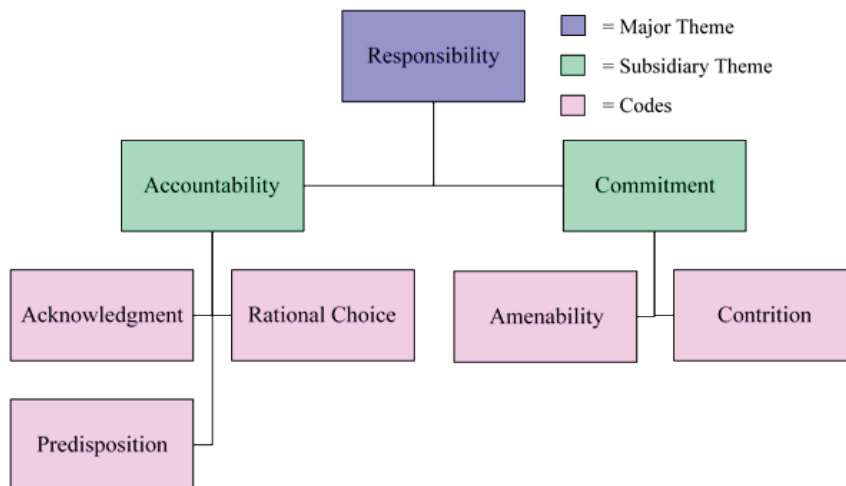 Responsibility
= Major Theme
= Subsidiary Theme
= Codes
Accountability
Commitment
Acknowledgment
Rational Choice
Amenability
Contrition
Predisposition